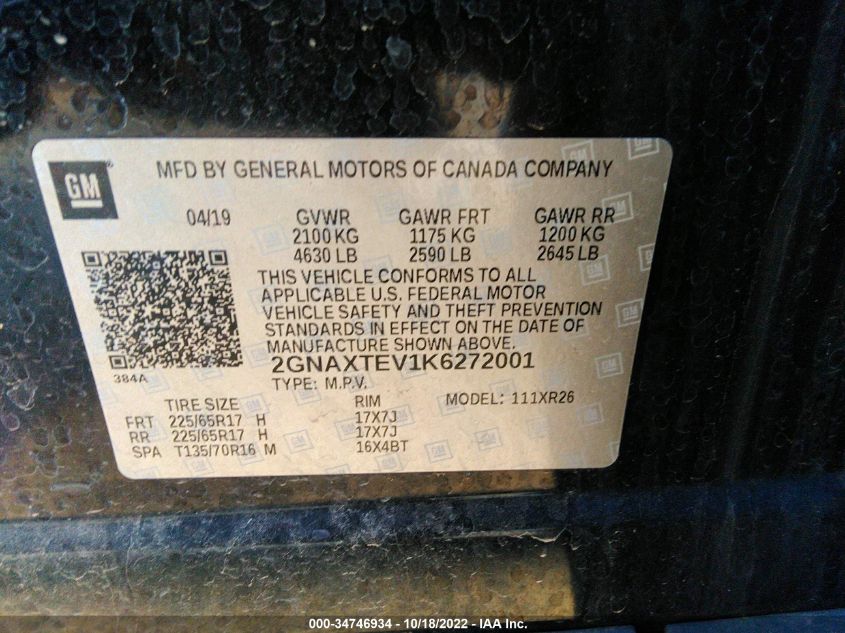 GM ® MFD BY GENERAL MOTORS OF CANADA COMPANY
04/19 GVWR GAWR FRT GAWR RR
2100 KG 1175 KG 1200 KG
4630 LB 2590 LB 2645 LB
THIS VEHICLE CONFORMS TO ALL
APPLICABLE U.S. FEDERAL MOTOR
VEHICLE SAFETY AND THEFT PREVENTION
STANDARDS IN EFFECT ON THE DATE OF
MANUFACTURE SHOWN ABOVE.
384A 2GNAXTEV1K6272001
TYPE: M.P.V. MODEL: 111XR26
TIRE SIZE RIM
FRT 225/65R17 H 17X7J
RR 225/65R17 H 17X7J
SPA T135/70R16 M 16X4BT
000-34746934 - 10/18/2022 - IAA, Inc.